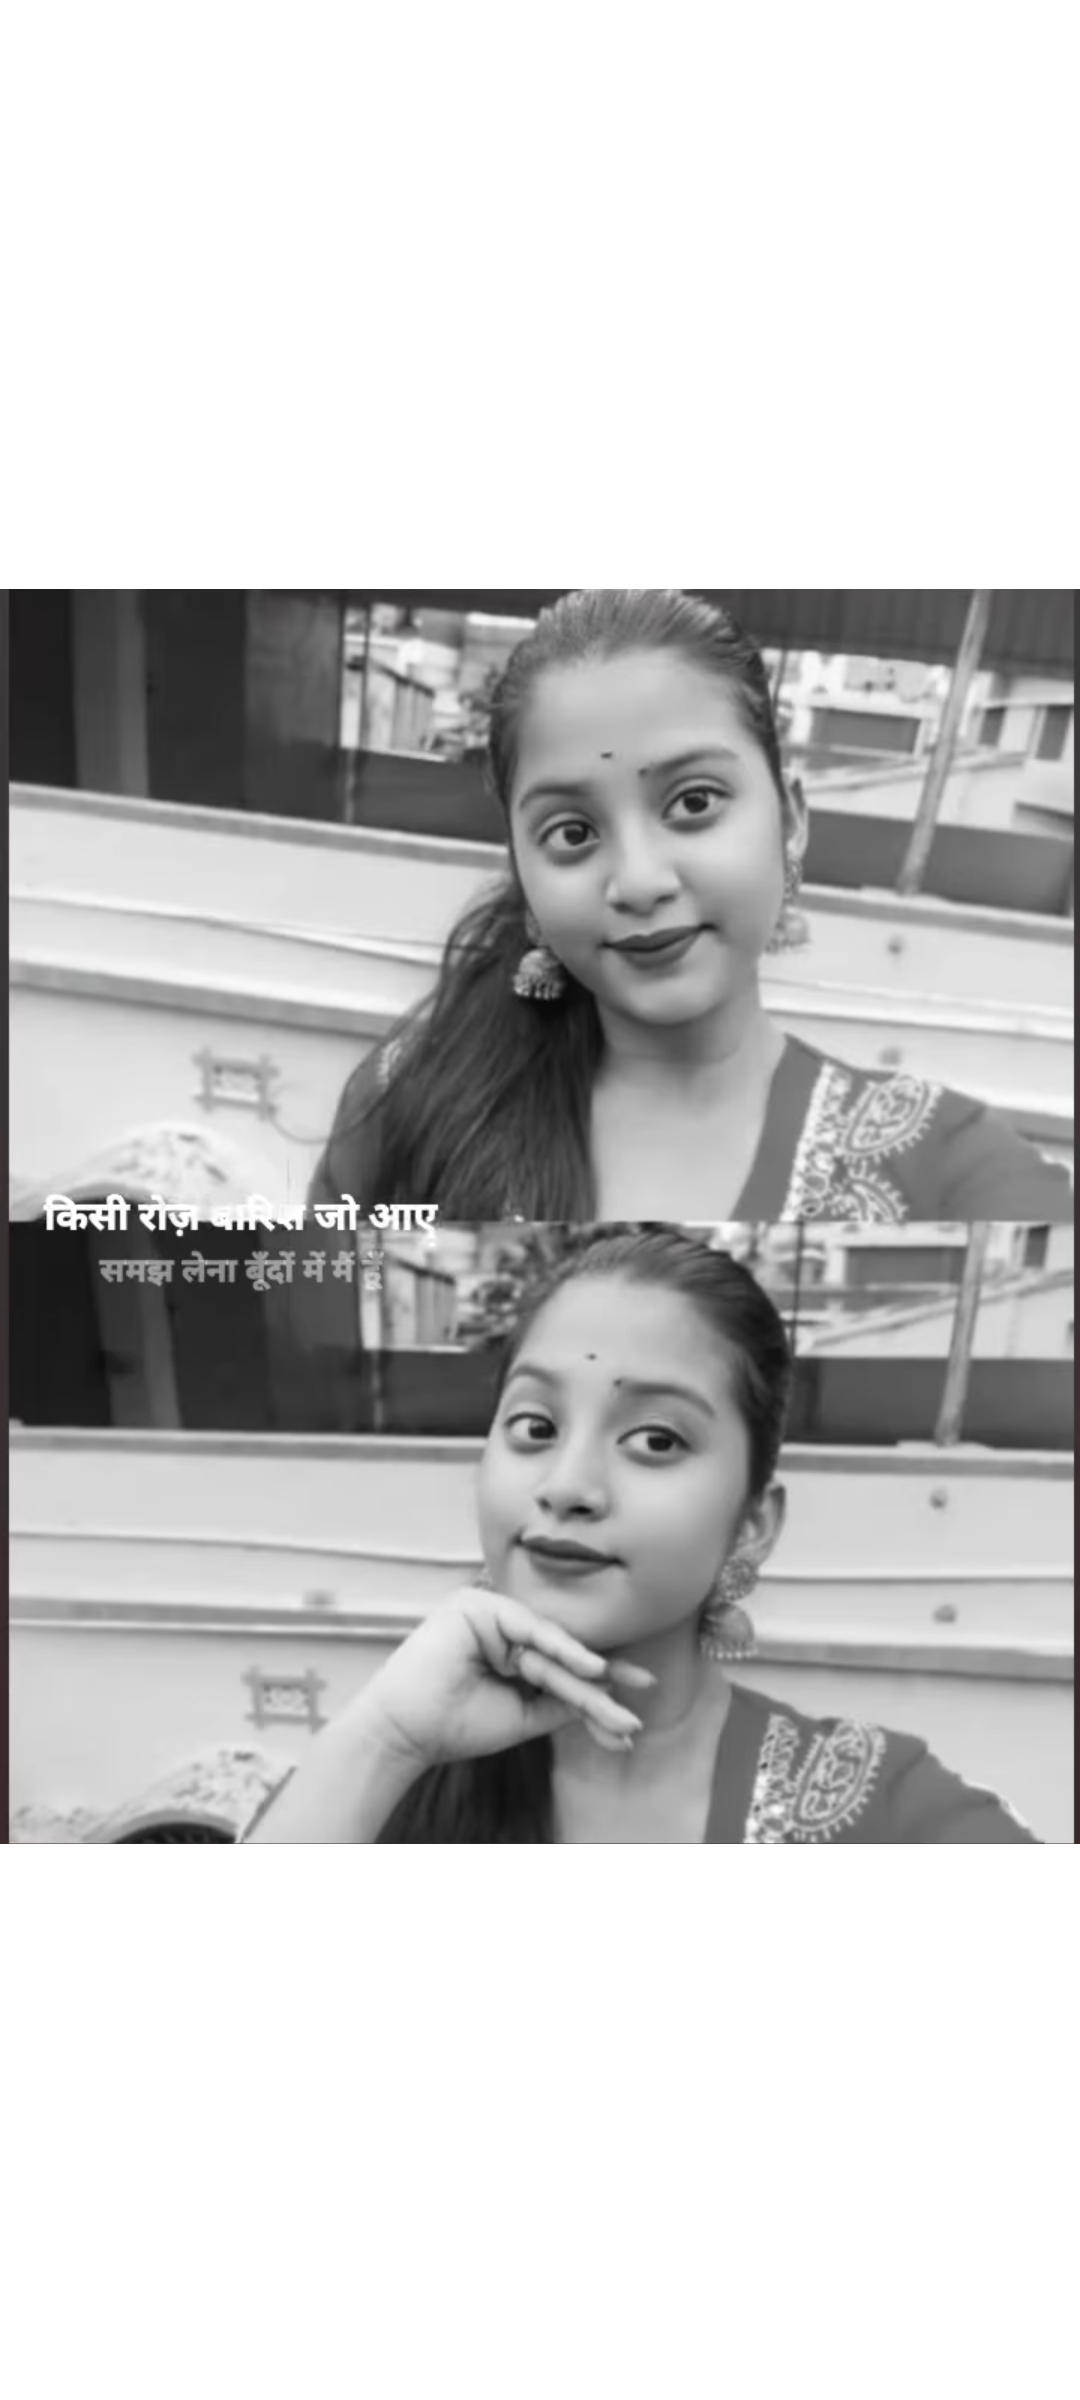 किसी रोज़ बारिश जो आए
समझ लेना बूँदों में मैं हूँ